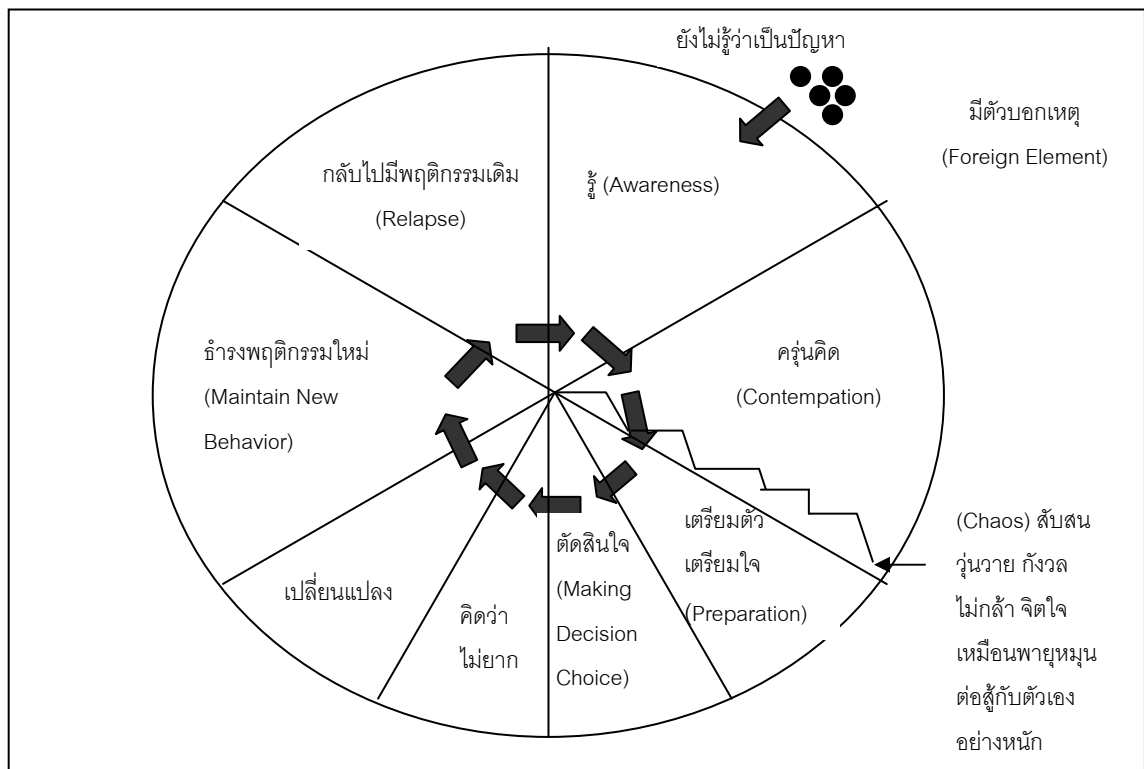 ยังไม่รู้ว่าเป็นปัญหา
มีตัวบอกเหตุ
(Foreign Element)
รู้ (Awareness)
กลับไปมีพฤติกรรมเดิม
(Relapse)
ครุ่นคิด
(Contempation)
ธำรงพฤติกรรมใหม่
(Maintain New
Behavior)
(Chaos) สับสน
วุ่นวาย กังวล
ไม่กล้า จิตใจ
เหมือนพายุหมุน
ต่อสู้กับตัวเอง
อย่างหนัก
เตรียมตัว
เตรียมใจ
(Preparation)
ตัดสินใจ
(Making
Decision
Choice)
คิดว่า
ไม่ยาก
เปลี่ยนแปลง